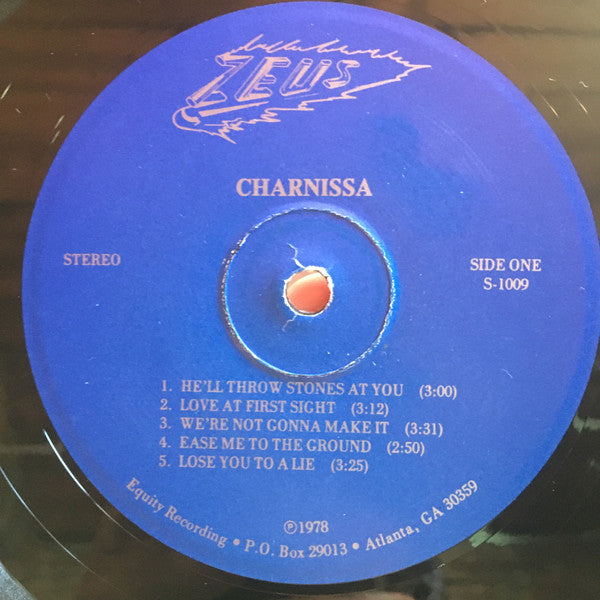 ZEUS
CHARNISSA
STEREO
SIDE ONE
S-1009
1. HE'LL THROW STONES AT YOU (3:00)
2. LOVE AT FIRST SIGHT (3:12)
3. WE'RE NOT GONNA MAKE IT (3:31)
4. EASE ME TO THE GROUND (2:50)
5. LOSE YOU TO A LIE (3:25)
℗1978
Equity Recording • P.O. Box 29013 • Atlanta, GA 30359